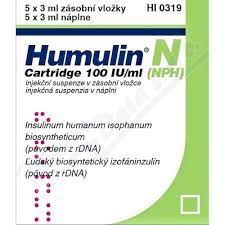 5 x 3 ml zásobní vložky HI 0319
5 x 3 ml náplne
Humulin® N
Cartridge 100 IU/ml (NPH)
injekční suspenze v zásobní vložce
injekčná suspenzia v náplni
Insulinum humanum isophanum
biosyntheticum
(původem z rDNA)
Ľudský biosyntetický izofáninzulín
(pôvod z rDNA)